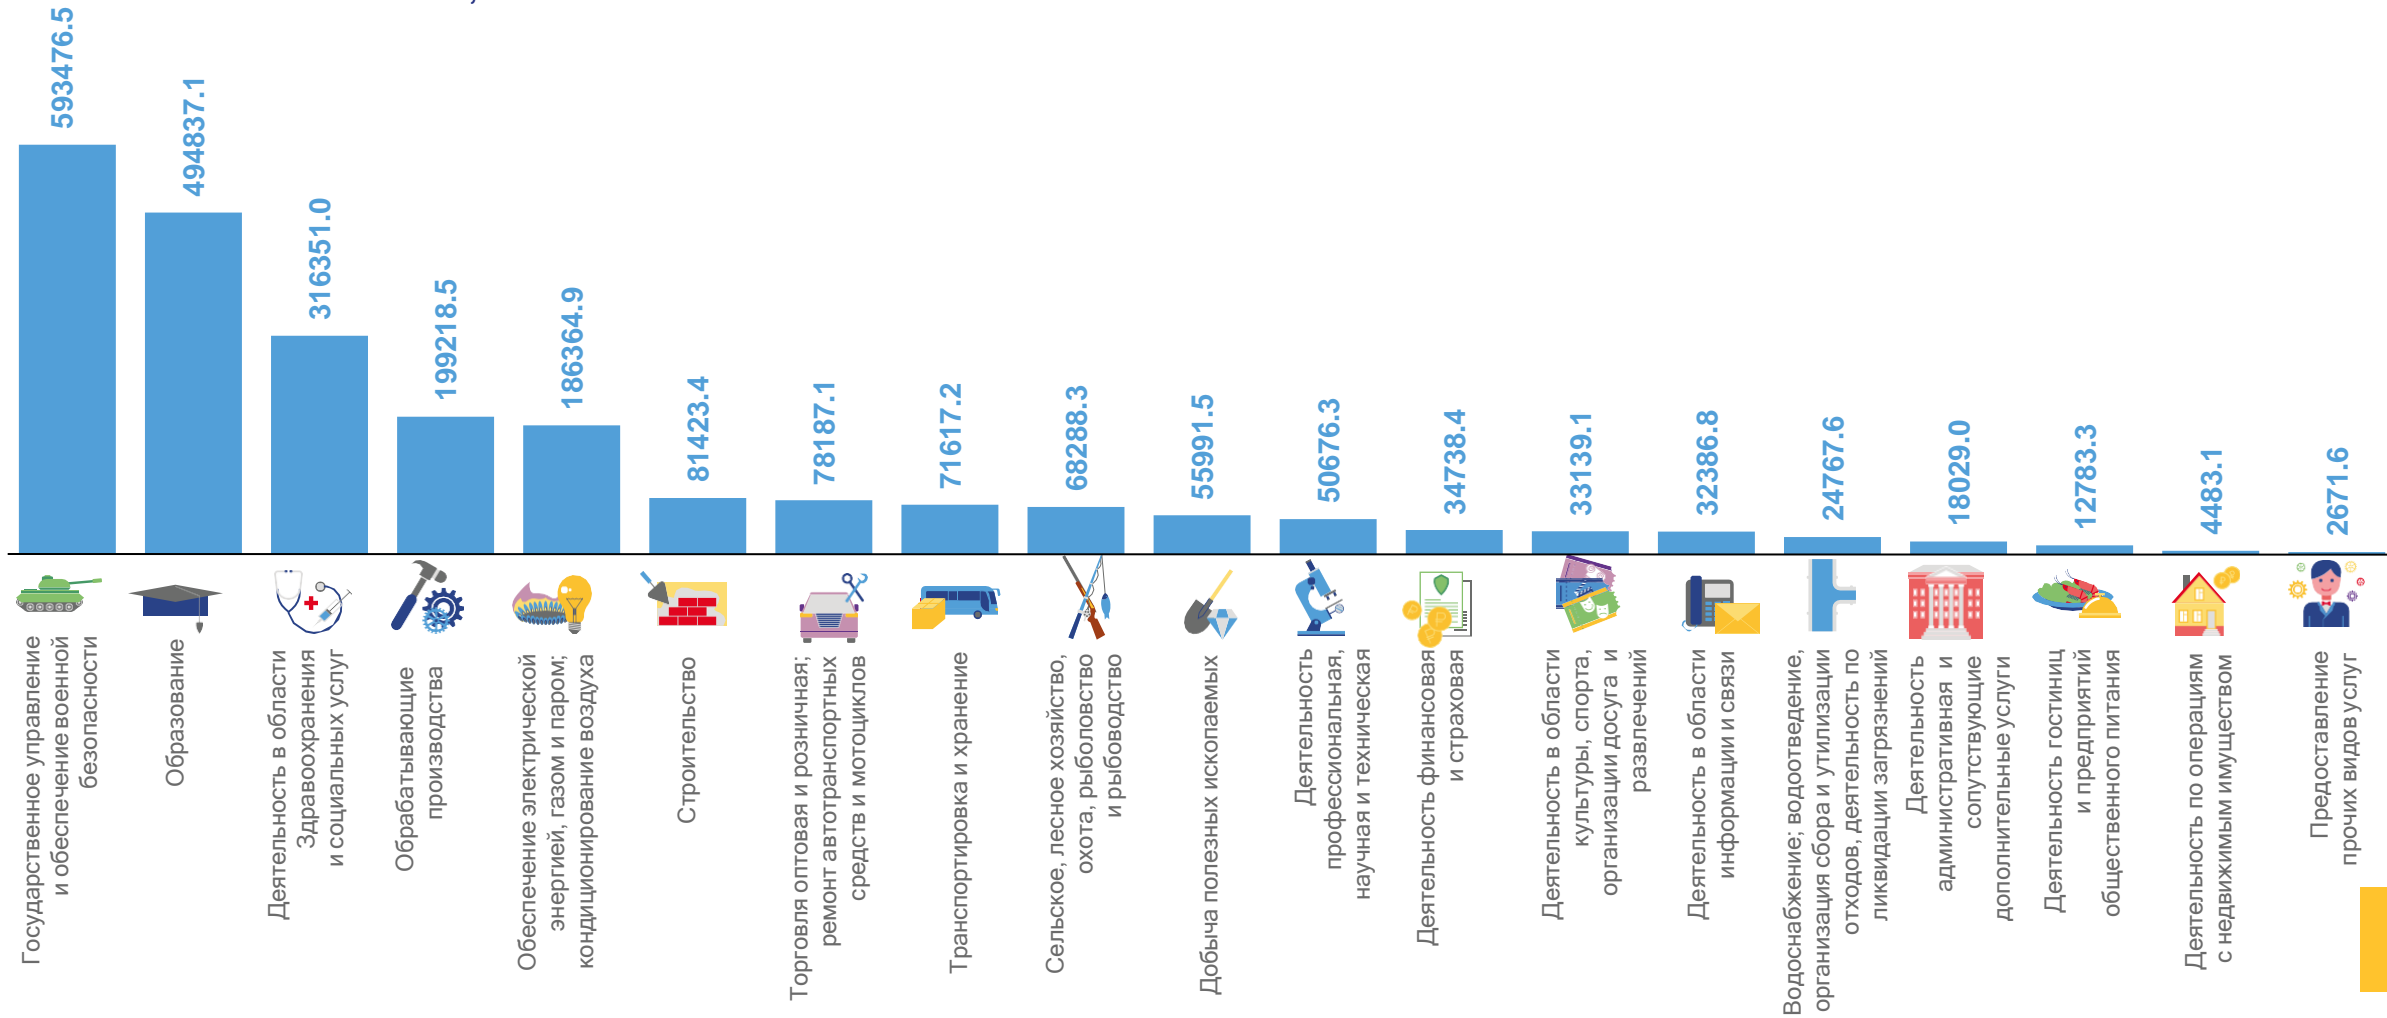 593476.5
494837.1
316351.0
199218.5
186364.9
81423.4
78187.1
71617.2
68288.3
55991.5
50676.3
34738.4
33139.1
32386.8
24767.6
18029.0
12783.3
4483.1
2671.6
Государственное управление
и обеспечение военной
безопасности
Образование
Деятельность в области
Здравоохранения
и социальных услуг
Обрабатывающие
производства
Обеспечение электрической
энергией, газом и паром;
кондиционирование воздуха
Строительство
Торговля оптовая и розничная;
ремонт автотранспортных
средств и мотоциклов
Транспортировка и хранение
Сельское, лесное хозяйство,
охота, рыболовство
и рыбоводство
Добыча полезных ископаемых
Деятельность
профессиональная,
научная и техническая
Деятельность финансовая
и страховая
Деятельность в области
культуры, спорта,
организации досуга и
развлечений
Деятельность в области
информации и связи
Водоснабжение; водоотведение,
организация сбора и утилизации
отходов, деятельность по
ликвидации загрязнений
Деятельность
административная и
сопутствующие
дополнительные услуги
Деятельность гостиниц
и предприятий
общественного питания
Деятельность по операциям
с недвижимым имуществом
Предоставление
прочих видов услуг